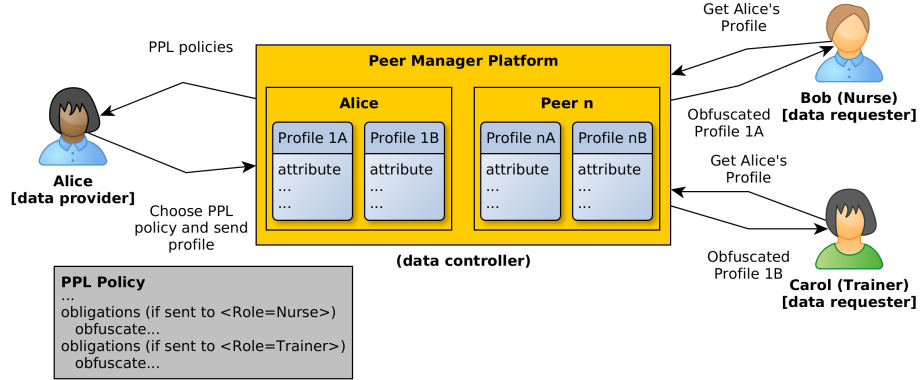 PPL policies
Alice
[data provider]
Choose PPL
policy and send
profile
Peer Manager Platform
Alice
Profile 1A
attribute
...
...
Profile 1B
attribute
...
...
Peer n
Profile nA
attribute
...
...
Profile nB
attribute
...
...
(data controller)
Get Alice's
Profile
Bob (Nurse)
[data requester]
Obfuscated
Profile 1A
Get Alice's
Profile
Carol (Trainer)
[data requester]
Obfuscated
Profile 1B
PPL Policy
...
obligations (if sent to <Role=Nurse>)
obfuscate...
obligations (if sent to <Role=Trainer>)
obfuscate...